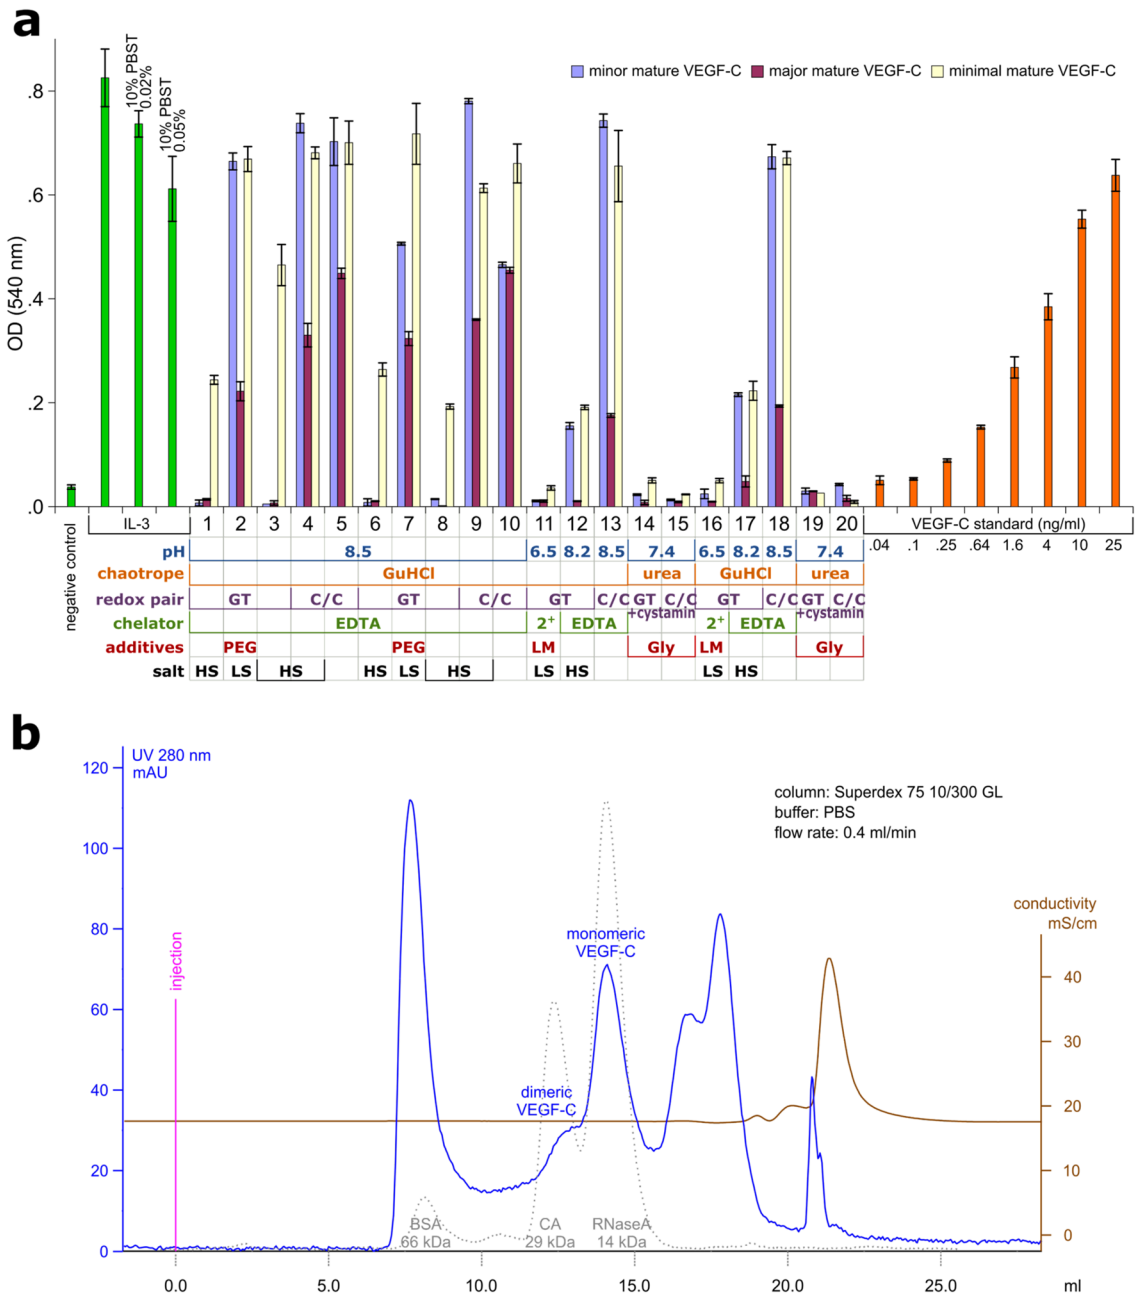 a
10% PBST
0.02%
10% PBST
0.05%
minor mature VEGF-C major mature VEGF-C minimal mature VEGF-C
OD (540 nm)
.8
.6
.4
.2
.0
negative control
IL-3
1 2 3 4 5 6 7 8 9 10 11 12 13 14 15 16 17 18 19 20
VEGF-C standard (ng/ml)
.04 .1 .25 .64 1.6 4 10 25
pH 8.5 6.5 8.2 8.5 7.4 6.5 8.2 8.5 7.4
chaotrope GuHCl urea GuHCl urea
redox pair GT C/C GT C/C GT C/C GT C/C GT C/C GT C/C
+cystamin +cystamin
chelator EDTA 2+ EDTA 2+ EDTA
additives PEG PEG LM Gly LM Gly
salt HS LS HS HS LS HS LS HS LS HS
b
UV 280 nm
mAU
120
100
80
60
40
20
0
injection
column: Superdex 75 10/300 GL
buffer: PBS
flow rate: 0.4 ml/min
monomeric
VEGF-C
dimeric
VEGF-C
conductivity
mS/cm
40
30
20
10
0
BSA
66 kDa
CA
29 kDa
RNaseA
14 kDa
0.0 5.0 10.0 15.0 20.0 25.0 ml